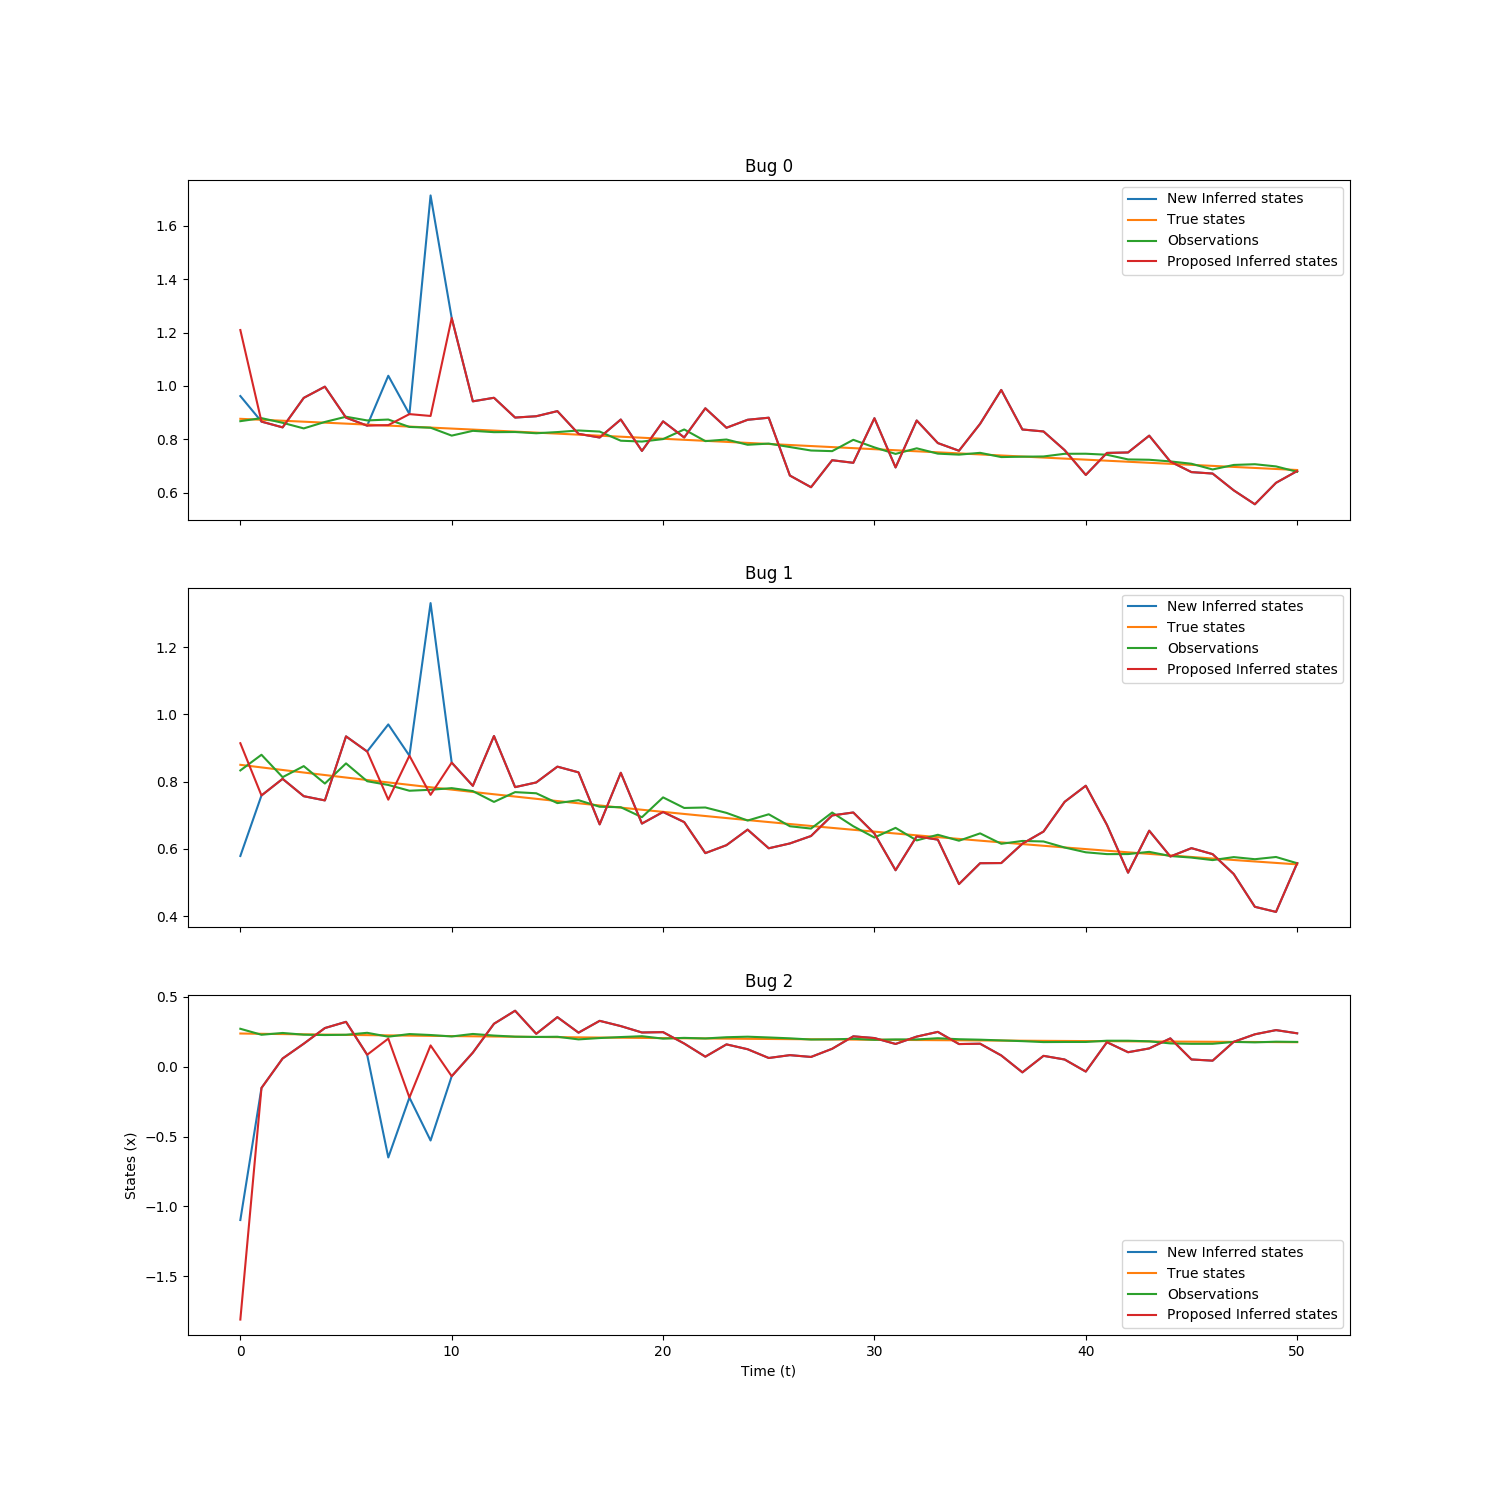 Bug 0
1.6
1.4
1.2
1.0
0.8
0.6
New Inferred states
True states
Observations
Proposed Inferred states
Bug 1
1.2
1.0
0.8
0.6
0.4
New Inferred states
True states
Observations
Proposed Inferred states
Bug 2
States (x)
0.5
0.0
−0.5
−1.0
−1.5
New Inferred states
True states
Observations
Proposed Inferred states
0 10 20 30 40 50
Time (t)